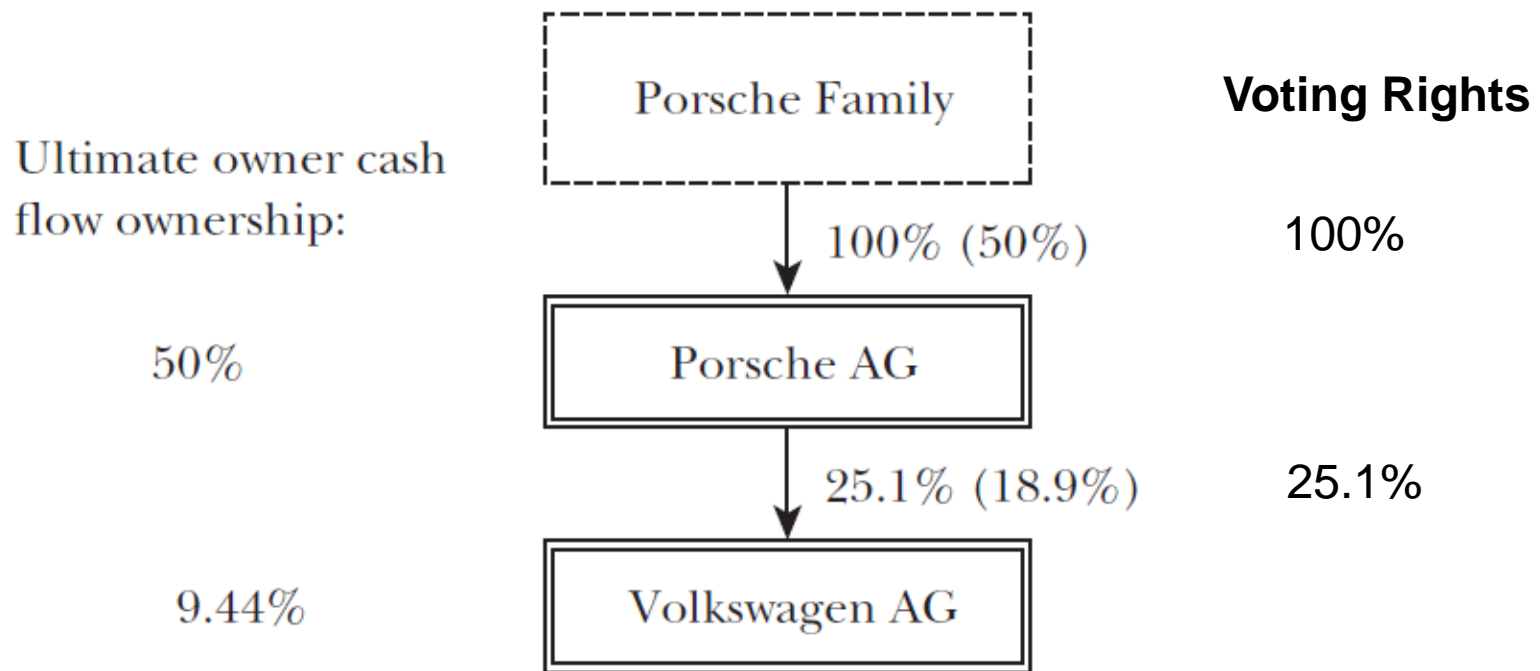 Porsche Family
Voting Rights
Ultimate owner cash
flow ownership:
100% (50%)
100%
50%
Porsche AG
25.1% (18.9%)
25.1%
9.44%
Volkswagen AG